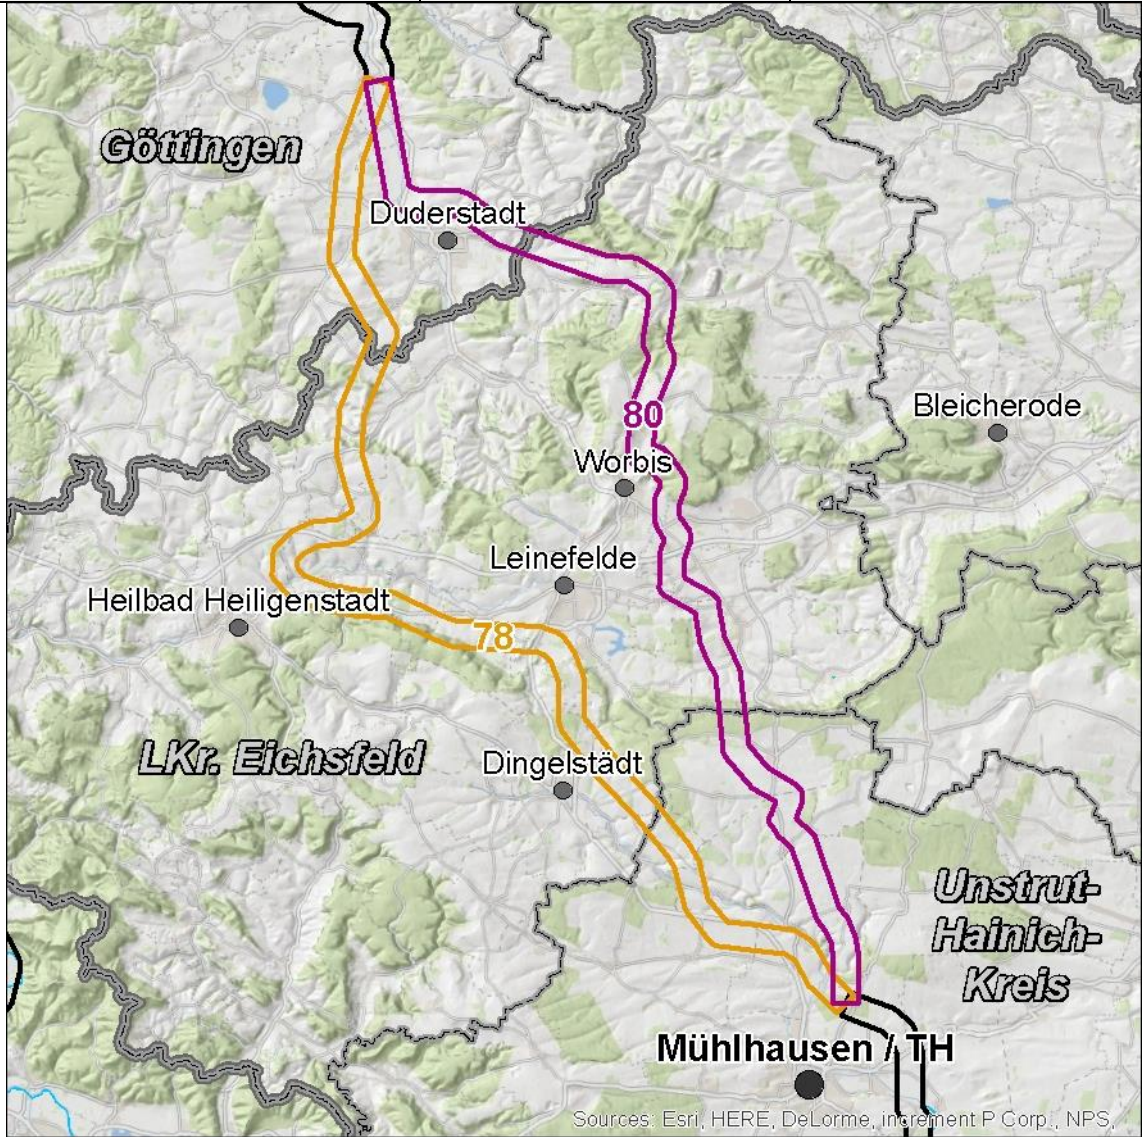 Göttingen
Duderstadt
80
Bleicherode
Worbis
Leinefelde
Heilbad Heiligenstadt
78
LKr. Eichsfeld
Dingelstädt
Unstrut-
Hainich-
Kreis
Mühlhausen / TH
Sources: Esri, HERE, DeLorme, increment P Corp., NPS,